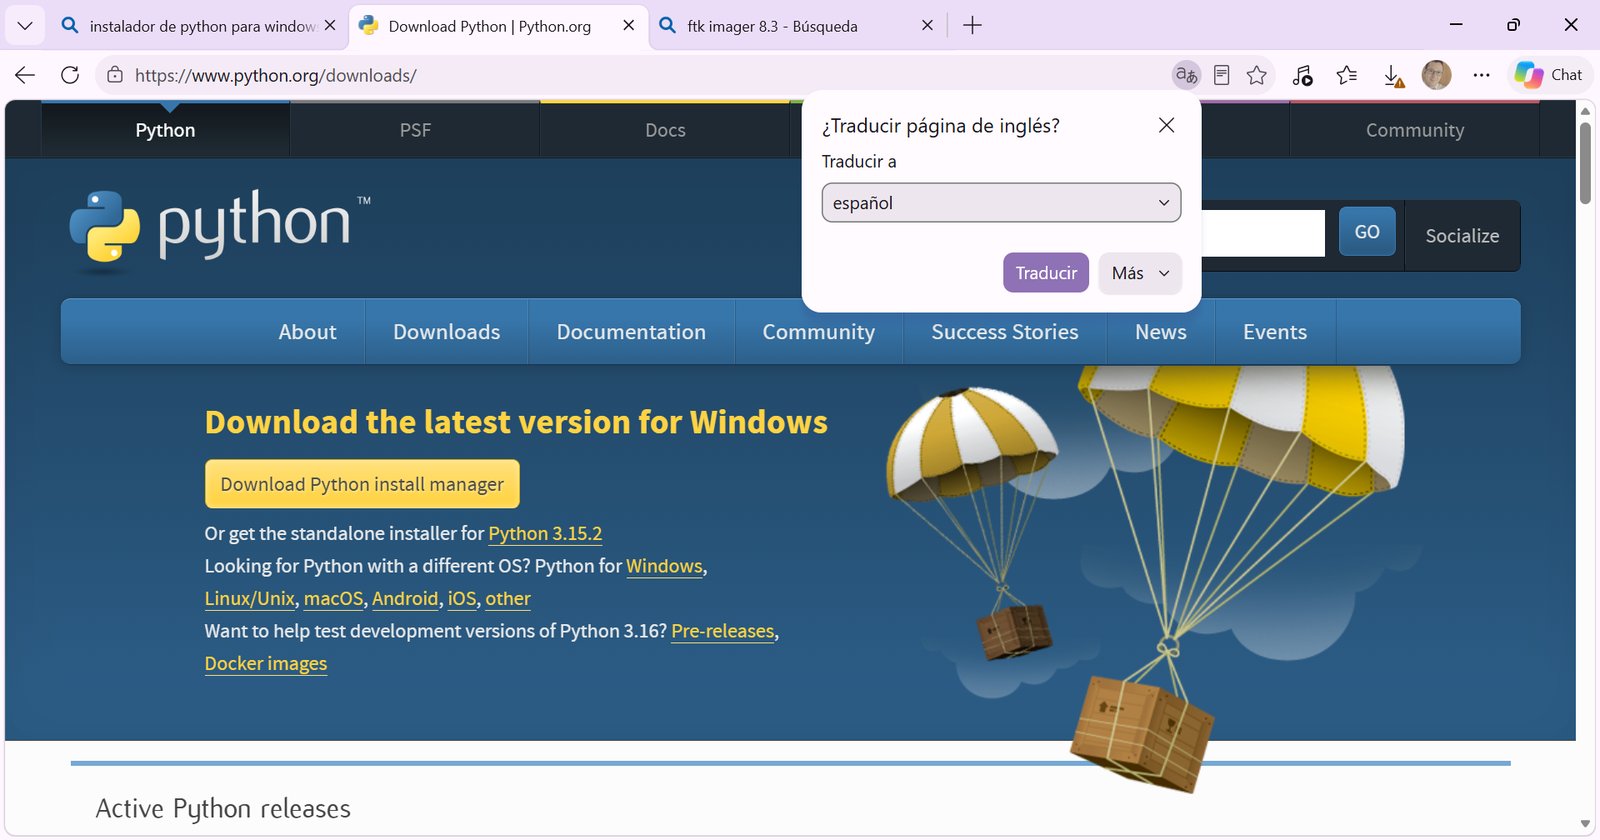 instalador de python para window
Download Python | Python.org
ftk imager 8.3 - Búsqueda
https://www.python.org/downloads/
Chat
Python
PSF
Docs
Community
¿Traducir página de inglés?
Traducir a
español
Traducir
Más
python™
GO
Socialize
About
Downloads
Documentation
Community
Success Stories
News
Events
Download the latest version for Windows
Download Python install manager
Or get the standalone installer for Python 3.15.2
Looking for Python with a different OS? Python for Windows,
Linux/Unix, macOS, Android, iOS, other
Want to help test development versions of Python 3.16? Pre-releases,
Docker images
Active Python releases